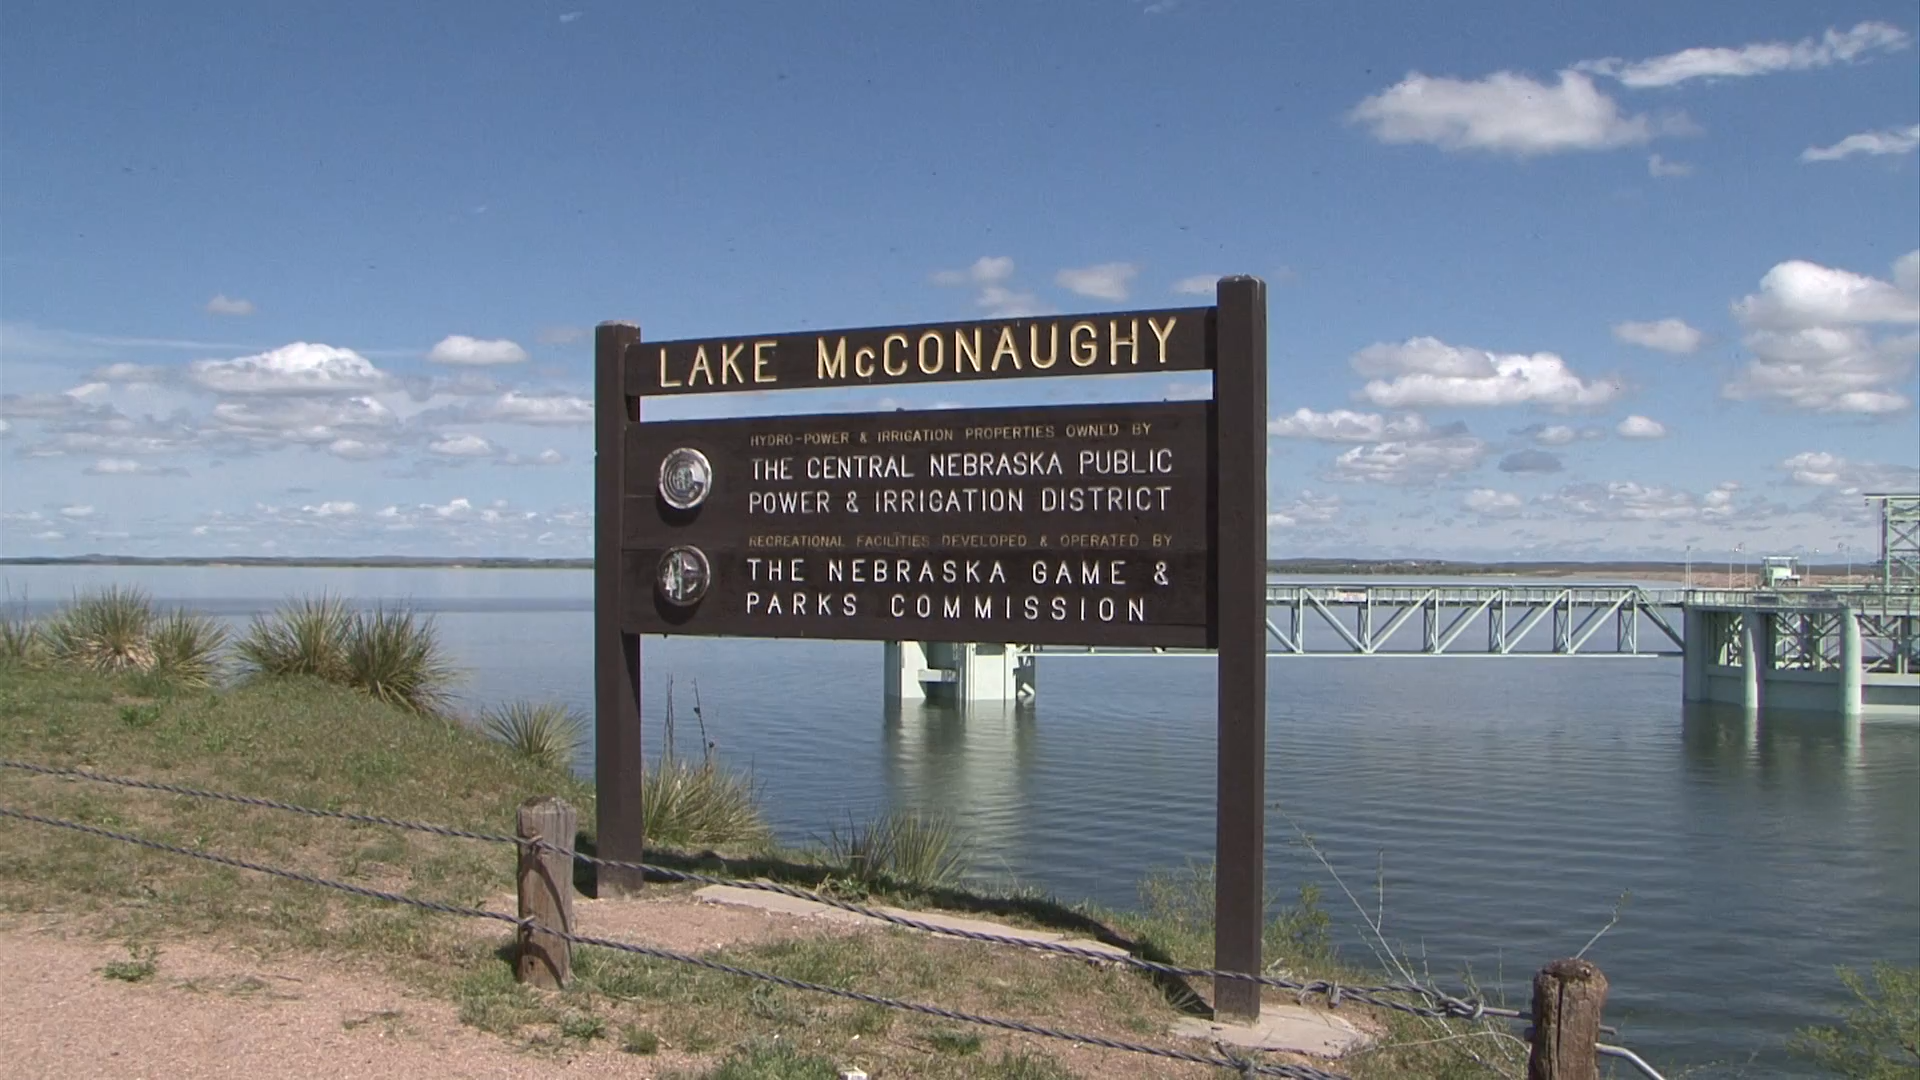 LAKE McCONAUGHY
HYDRO-POWER & IRRIGATION PROPERTIES OWNED BY
THE CENTRAL NEBRASKA PUBLIC
POWER & IRRIGATION DISTRICT
RECREATIONAL FACILITIES DEVELOPED & OPERATED BY
THE NEBRASKA GAME &
PARKS COMMISSION